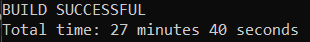 BUILD SUCCESSFUL
Total time: 27 minutes 40 seconds